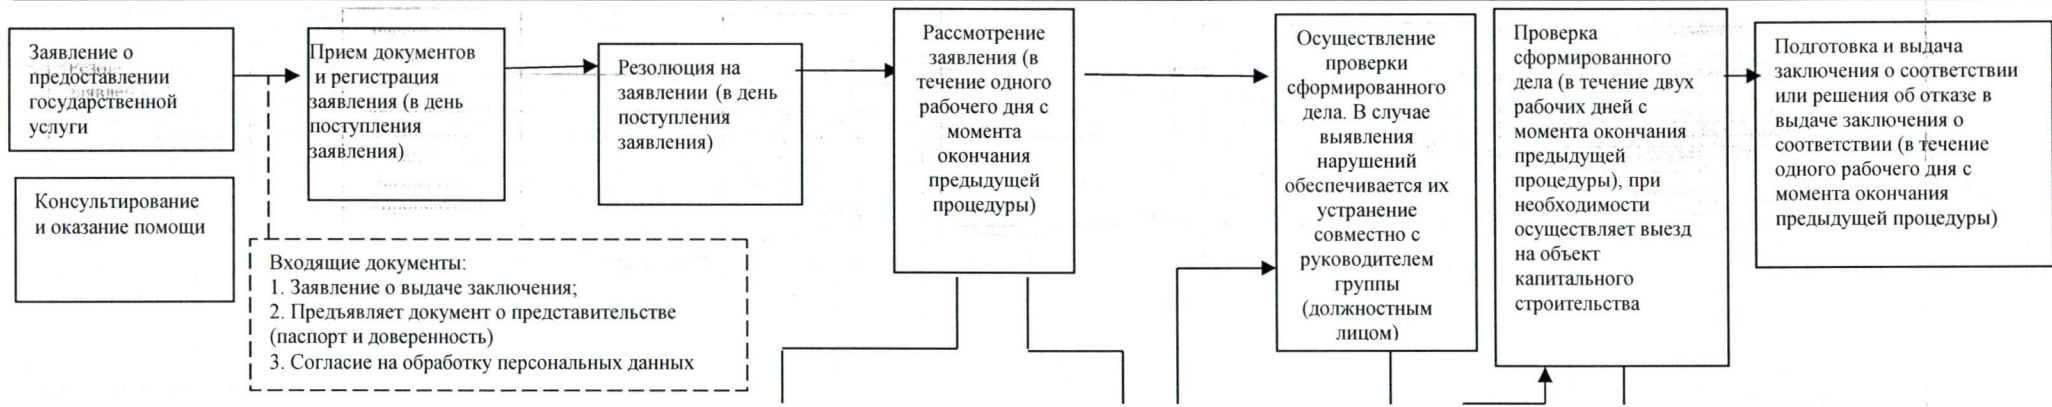 Заявление о
предоставлении
государственной
услуги
Консультирование
и оказание помощи
Прием документов
и регистрация
заявления (в день
поступления
заявления)
Входящие документы:
1. Заявление о выдаче заключения;
2. Предъявляет документ о представительстве
(паспорт и доверенность)
3. Согласие на обработку персональных данных
Резолюция на
заявлении (в день
поступления
заявления)
Рассмотрение
заявления (в
течение одного
рабочего дня с
момента
окончания
предыдущей
процедуры)
Осуществление
проверки
сформированного
дела. В случае
выявления
нарушений
обеспечивается их
устранение
совместно с
руководителем
группы
(должностным
лицом)
Проверка
сформированного
дела (в течение двух
рабочих дней с
момента окончания
предыдущей
процедуры), при
необходимости
осуществляет выезд
на объект
капитального
строительства
Подготовка и выдача
заключения о соответствии
или решения об отказе в
выдаче заключения о
соответствии (в течение
одного рабочего дня с
момента окончания
предыдущей процедуры)